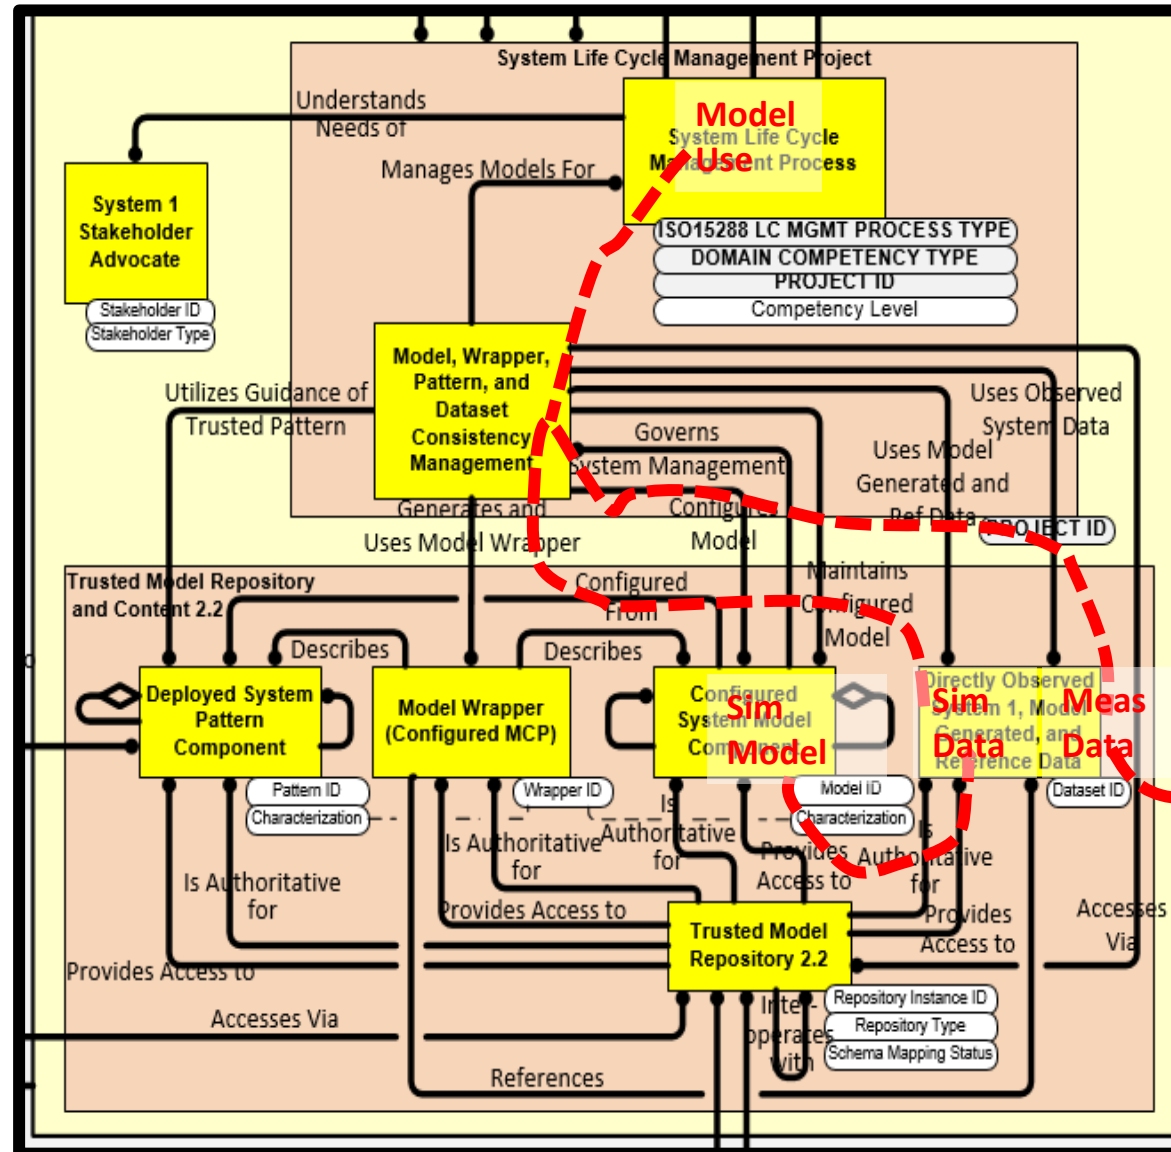 System Life Cycle Management Project
Understands
Needs of
Model
Use
System Life Cycle
Management Process
Manages Models For
System 1
Stakeholder
Advocate
Stakeholder ID
Stakeholder Type
ISO15288 LC MGMT PROCESS TYPE
DOMAIN COMPETENCY TYPE
PROJECT ID
Competency Level
Model, Wrapper,
Pattern, and
Dataset
Consistency
Management
Utilizes Guidance of
Trusted Pattern
Uses Observed
System Data
Governs
System Management
Uses Model
Generated and
Ref Data
Generates and
Uses Model Wrapper
Configures
Model
PROJECT ID
Trusted Model Repository
and Content 2.2
Configured
From
Maintains
Configured
Model
Describes
Describes
Deployed System
Pattern
Component
Model Wrapper
(Configured MCP)
Configured
System Model
Component
Sim
Model
Directly Observed
System 1, Model
Generated, and
Reference Data
Sim
Data
Meas
Data
Pattern ID
Characterization
Wrapper ID
Model ID
Characterization
Dataset ID
Is Authoritative
for
Is Authoritative
for
Is
Authoritative
for
Provides
Access to
Is
Authoritative
for
Provides Access to
Provides Access to
Provides
Access to
Accesses
Via
Trusted Model
Repository 2.2
Accesses Via
Inter-
operates
with
Repository Instance ID
Repository Type
Schema Mapping Status
References